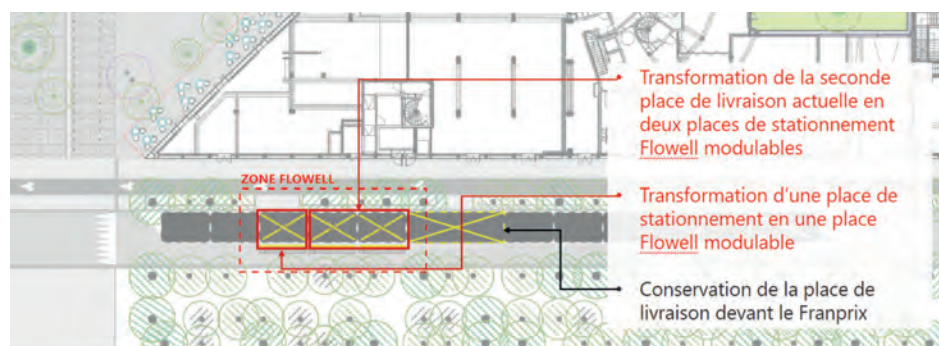 Transformation de la seconde
place de livraison actuelle en
deux places de stationnement
Flowell modulables
ZONE FLOWELL
Transformation d'une place de
stationnement en une place
Flowell modulable
Conservation de la place de
livraison devant le Franprix